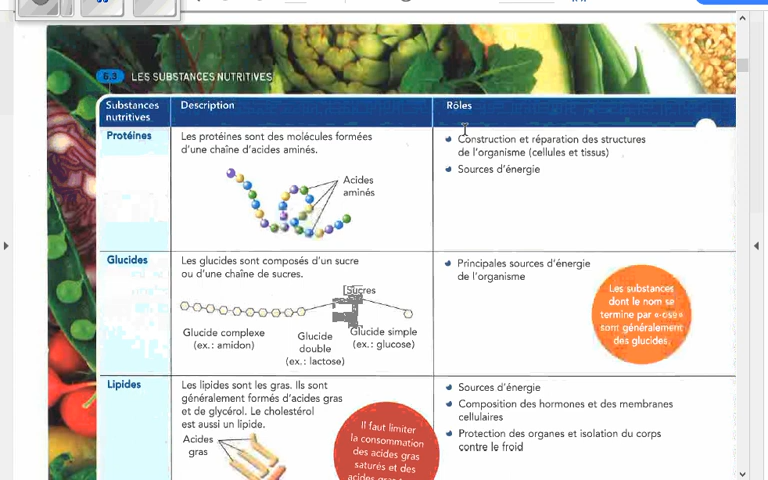 5.3 LES SUBSTANCES NUTRITIVES
Substances
nutritives
Description
Rôles
Protéines
Les protéines sont des molécules formées
d'une chaîne d'acides aminés.
Acides
aminés
Construction et réparation des structures
de l'organisme (cellules et tissus)
Sources d'énergie
Glucides
Les glucides sont composés d'un sucre
ou d'une chaîne de sucres.
Sucres
Glucide complexe
(ex.: amidon)
Glucide
double
(ex.: lactose)
Glucide simple
(ex.: glucose)
Principales sources d'énergie
de l'organisme
Les substances
dont le nom se
termine par «-ose»
sont généralement
des glucides.
Lipides
Les lipides sont les gras. Ils sont
généralement formés d'acides gras
et de glycérol. Le cholestérol
est aussi un lipide.
Acides
gras
Il faut limiter
la consommation
des acides gras
saturés et des
acides gras
Sources d'énergie
Composition des hormones et des membranes
cellulaires
Protection des organes et isolation du corps
contre le froid